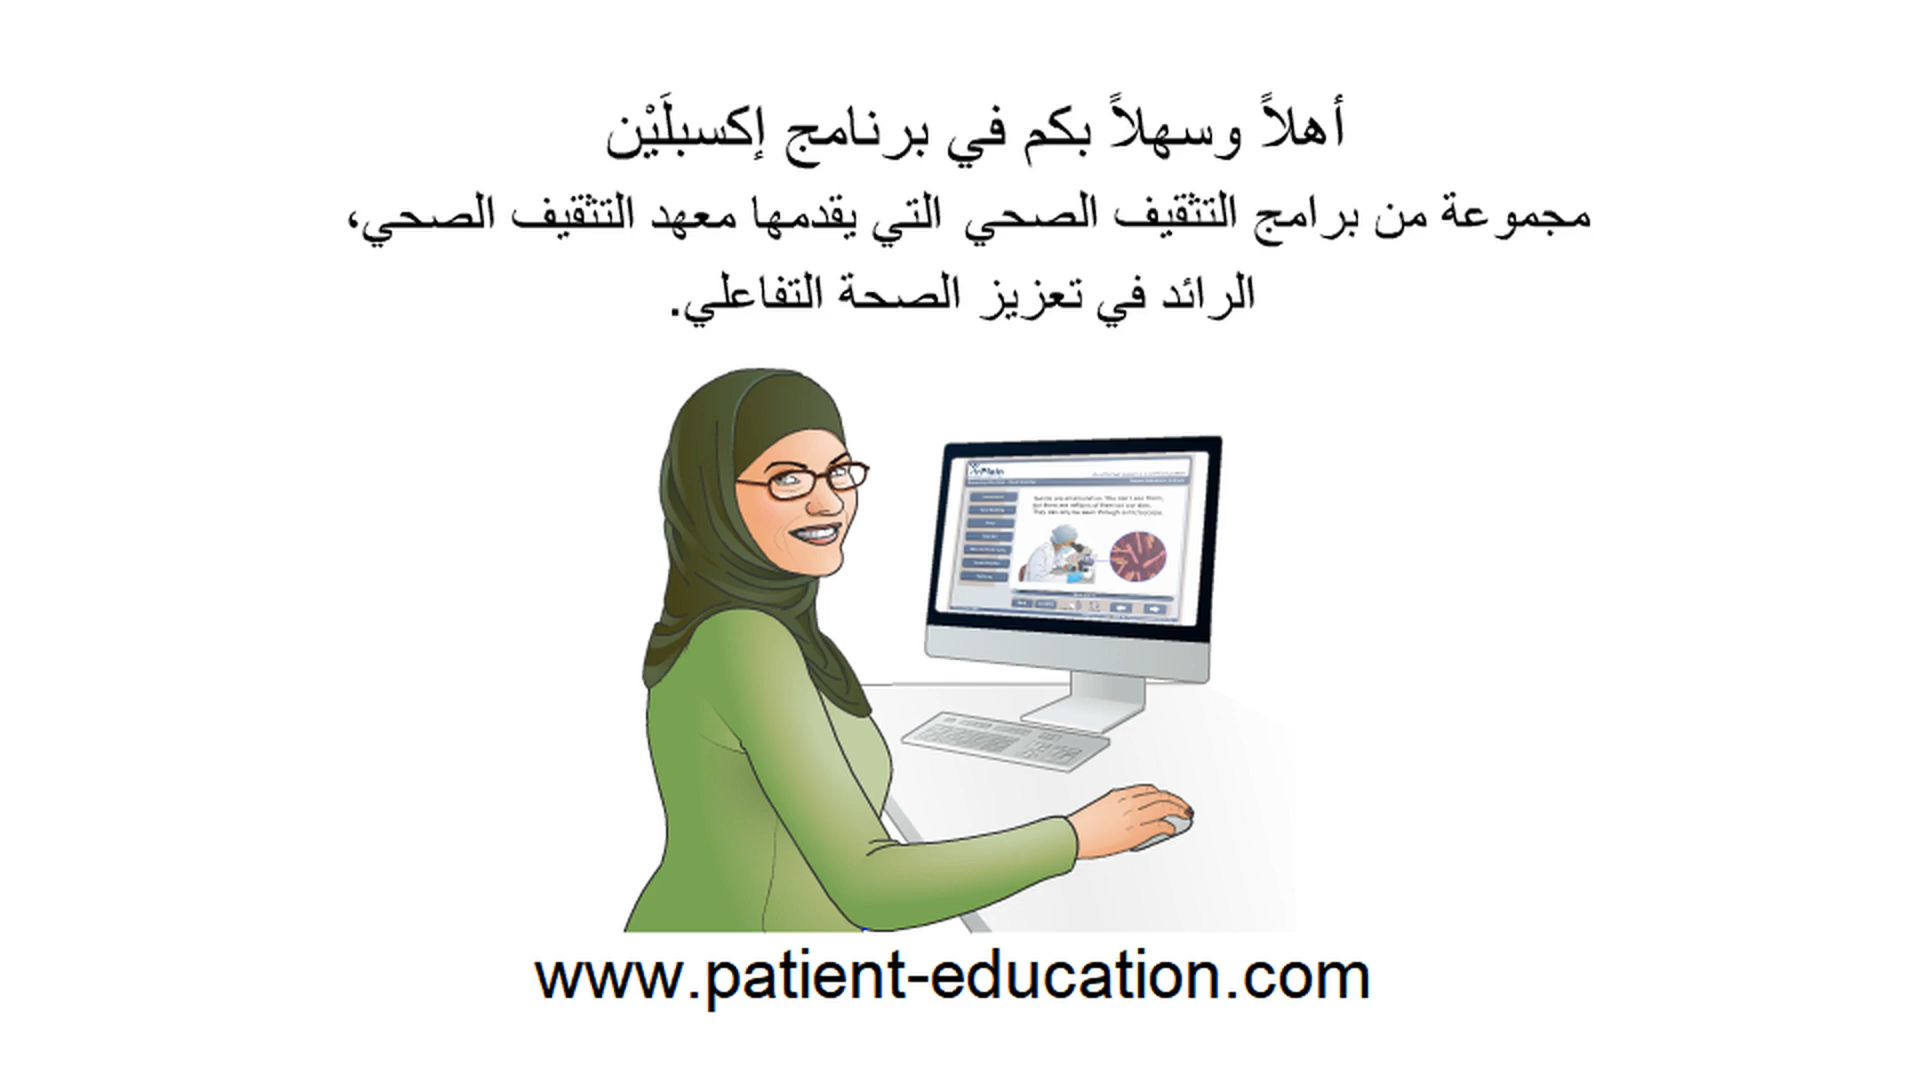 أهلاً وسهلاً بكم في برنامج إكسبلَيْن
مجموعة من برامج التثقيف الصحي التي يقدمها معهد التثقيف الصحي،
الرائد في تعزيز الصحة التفاعلي.
www.patient-education.com